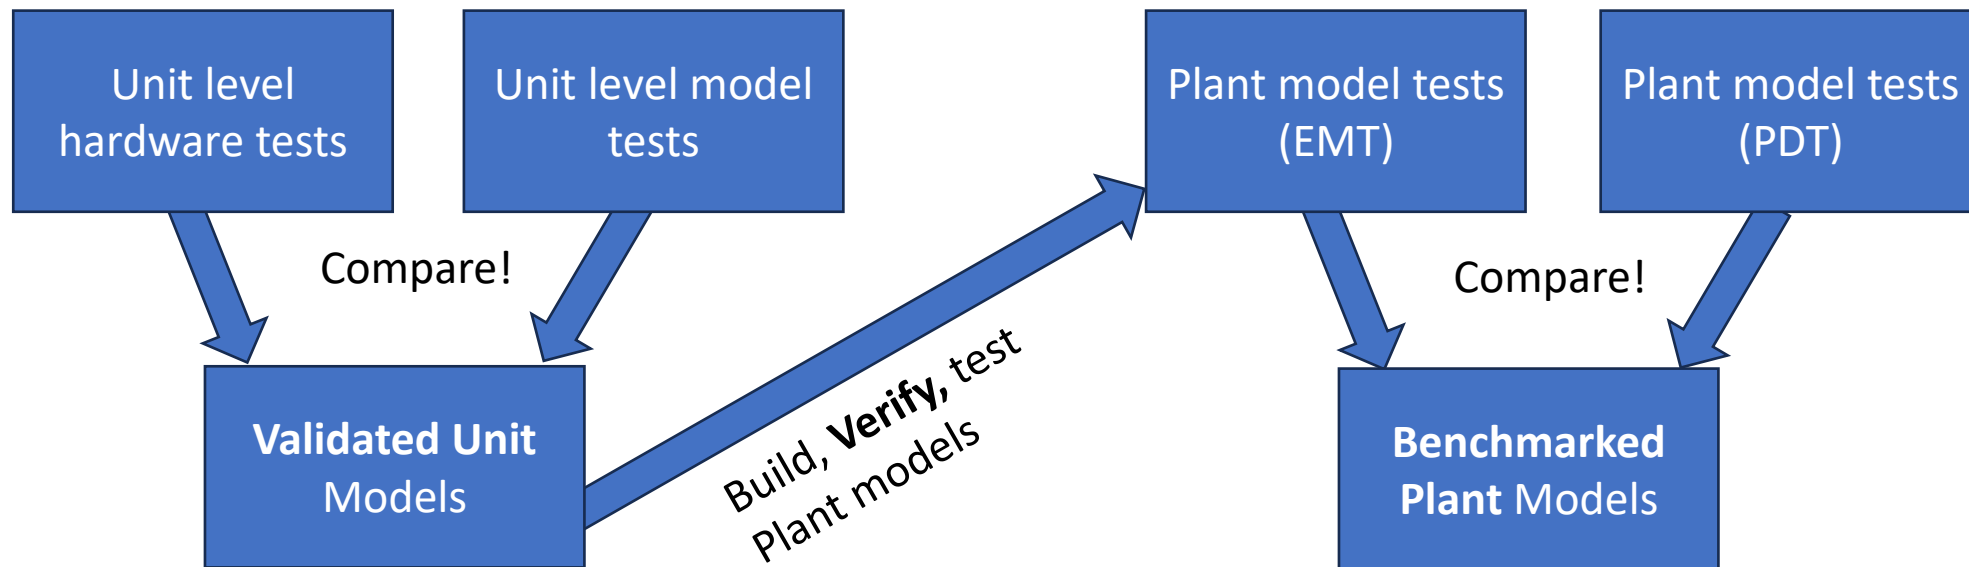 Unit level
hardware tests
Unit level model
tests
Plant model tests
(EMT)
Plant model tests
(PDT)
Compare!
Compare!
Build, Verify, test
Plant models
Validated Unit
Models
Benchmarked
Plant Models